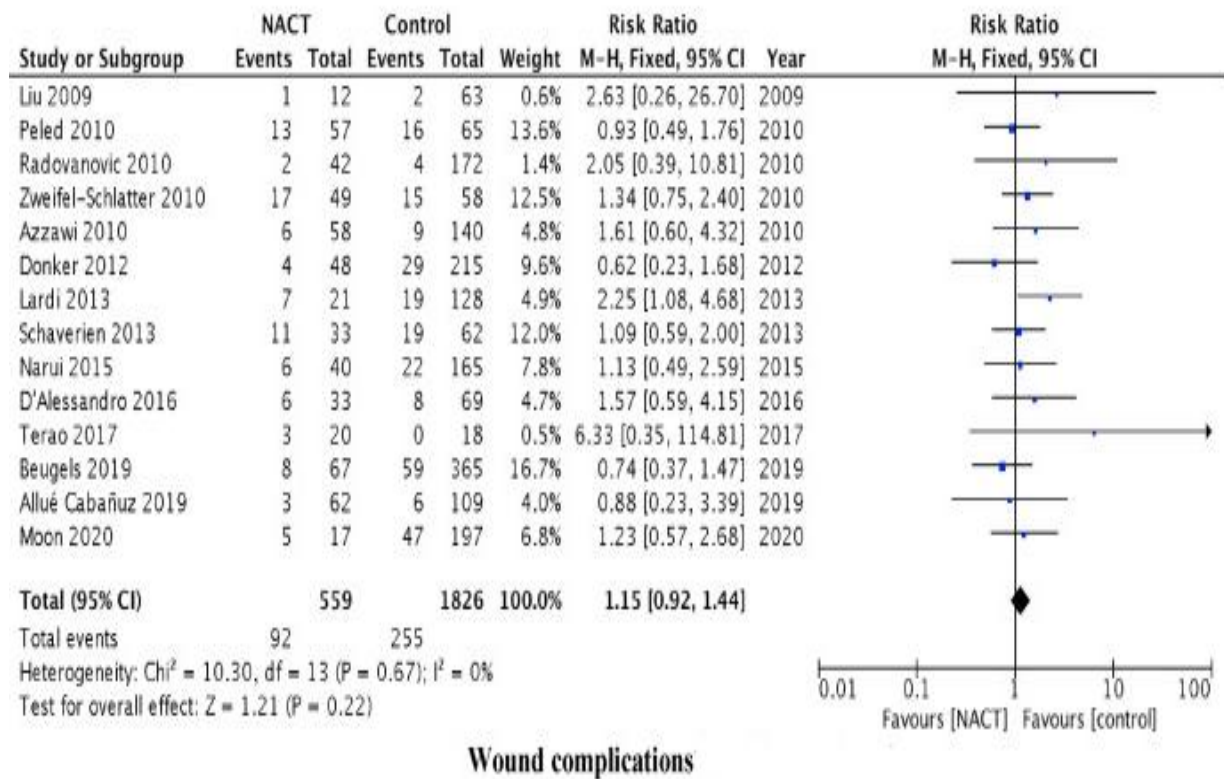 NACT Control Risk Ratio Risk Ratio
Study or Subgroup Events Total Events Total Weight M-H, Fixed, 95% CI Year M-H, Fixed, 95% CI
Liu 2009 1 12 2 63 0.6% 2.63 [0.26, 26.70] 2009
Peled 2010 13 57 16 65 13.6% 0.93 [0.49, 1.76] 2010
Radovanovic 2010 2 42 4 172 1.4% 2.05 [0.39, 10.81] 2010
Zweifel-Schlatter 2010 17 49 15 58 12.5% 1.34 [0.75, 2.40] 2010
Azzawi 2010 6 58 9 140 4.8% 1.61 [0.60, 4.32] 2010
Donker 2012 4 48 29 215 9.6% 0.62 [0.23, 1.68] 2012
Lardi 2013 7 21 19 128 4.9% 2.25 [1.08, 4.68] 2013
Schaverien 2013 11 33 19 62 12.0% 1.09 [0.59, 2.00] 2013
Narui 2015 6 40 22 165 7.8% 1.13 [0.49, 2.59] 2015
D'Alessandro 2016 6 33 8 69 4.7% 1.57 [0.59, 4.15] 2016
Terao 2017 3 20 0 18 0.5% 6.33 [0.35, 114.81] 2017
Beugels 2019 8 67 59 365 16.7% 0.74 [0.37, 1.47] 2019
Allué Cabañuz 2019 3 62 6 109 4.0% 0.88 [0.23, 3.39] 2019
Moon 2020 5 17 47 197 6.8% 1.23 [0.57, 2.68] 2020
Total (95% CI) 559 1826 100.0% 1.15 [0.92, 1.44]
Total events 92 255
Heterogeneity: Chi² = 10.30, df = 13 (P = 0.67); I² = 0%
Test for overall effect: Z = 1.21 (P = 0.22)
0.01 0.1 1 10 100
Favours [NACT] Favours [control]
Wound complications